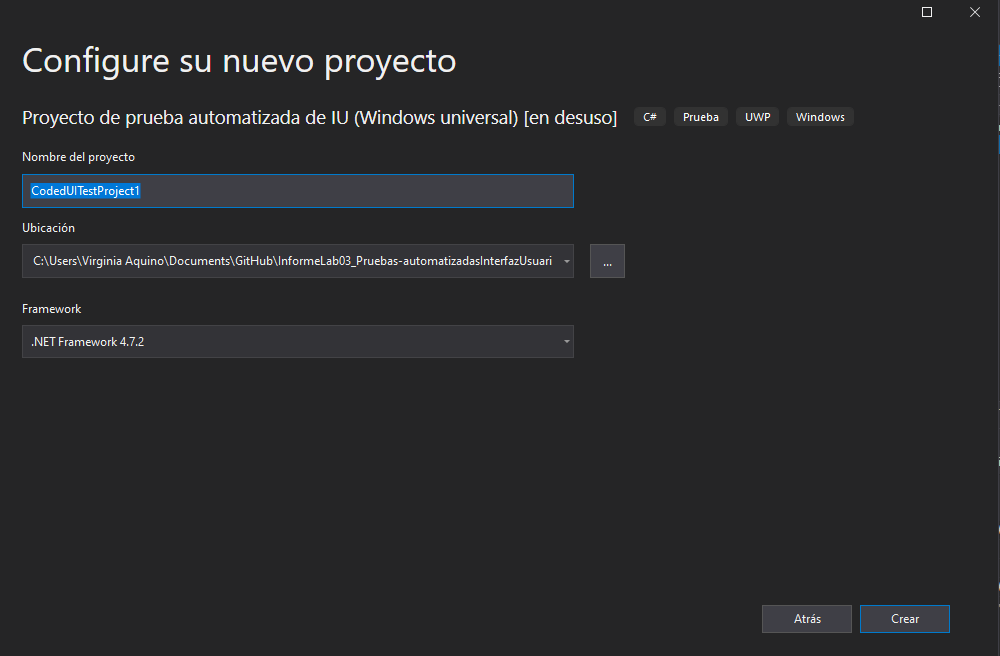 Configure su nuevo proyecto
Proyecto de prueba automatizada de IU (Windows universal) [en desuso] C# Prueba UWP Windows
Nombre del proyecto
CodedUITestProject1
Ubicación
C:\Users\Virginia Aquino\Documents\GitHub\InformeLab03_Pruebas-automatizadasInterfazUsuari
...
Framework
.NET Framework 4.7.2
Atrás Crear